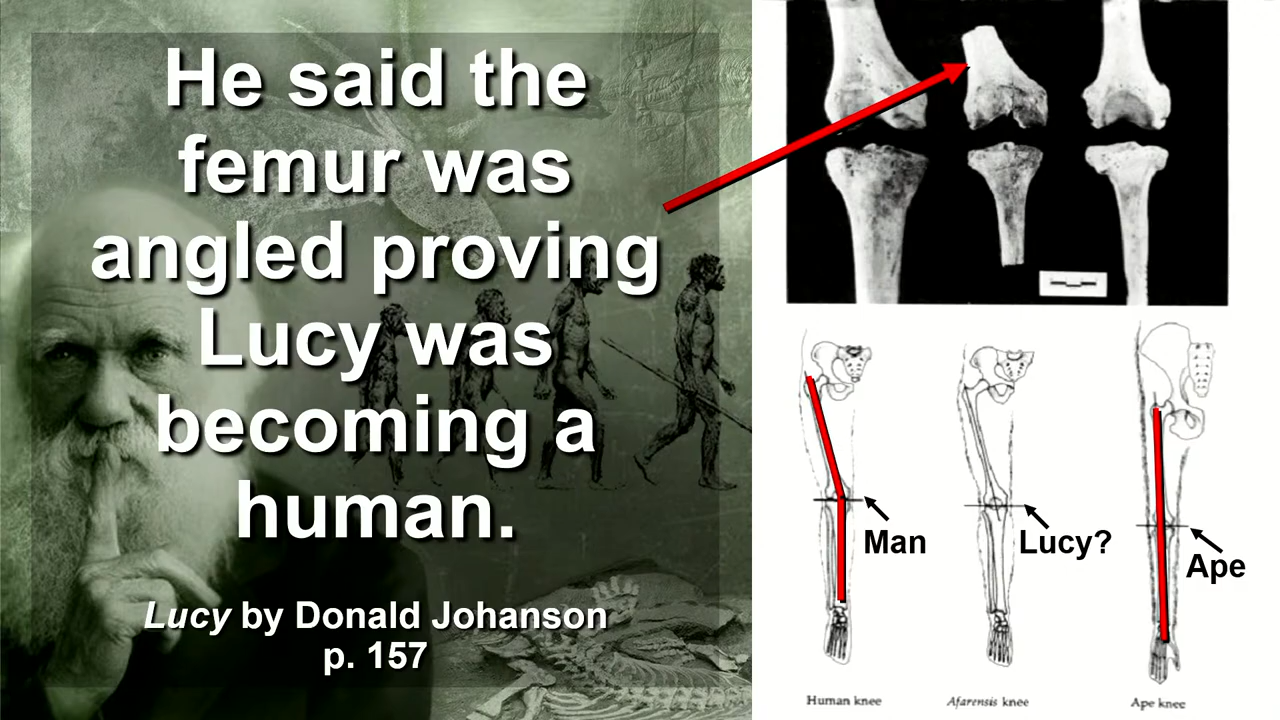 He said the
femur was
angled proving
Lucy was
becoming a
human.
Lucy by Donald Johanson
p. 157
Man
Lucy?
Ape
Human knee
Afarensis knee
Ape knee